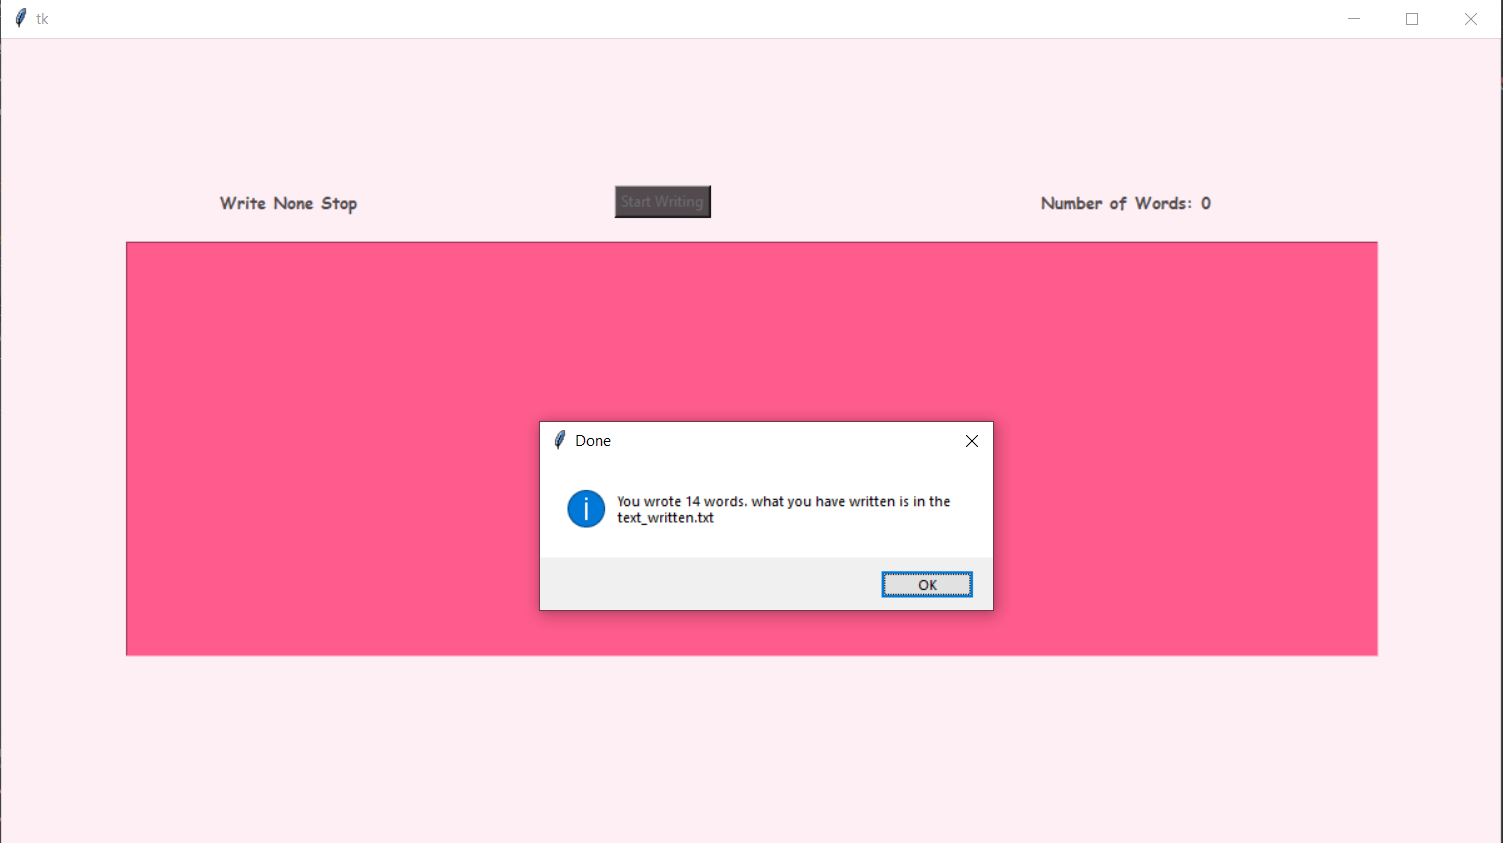 tk
Write None Stop
Start Writing
Number of Words: 0
Done
You wrote 14 words. what you have written is in the
text_written.txt
OK